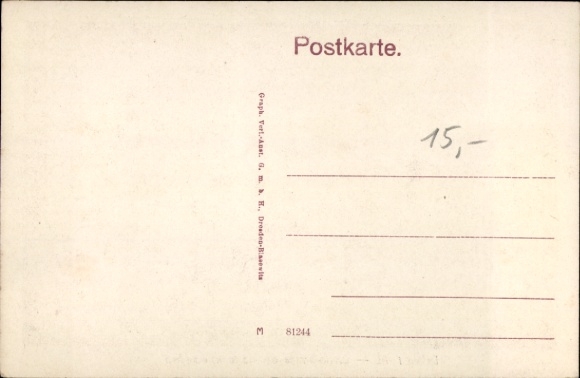 Postkarte.
15,-
Graph. Verl.-Anst. G. m. b. H., Dresden-Blasewitz
M 81244